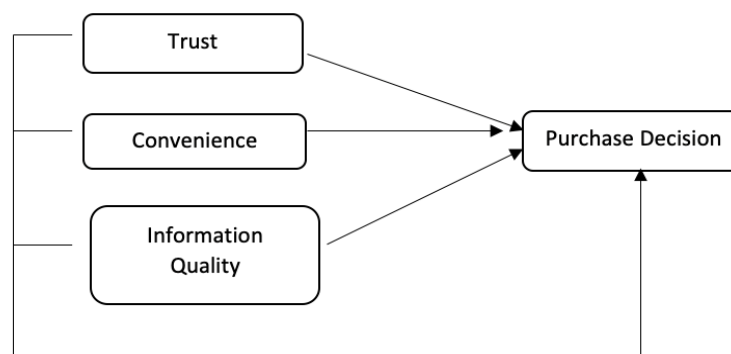 Trust
Convenience
Purchase Decision
Information
Quality